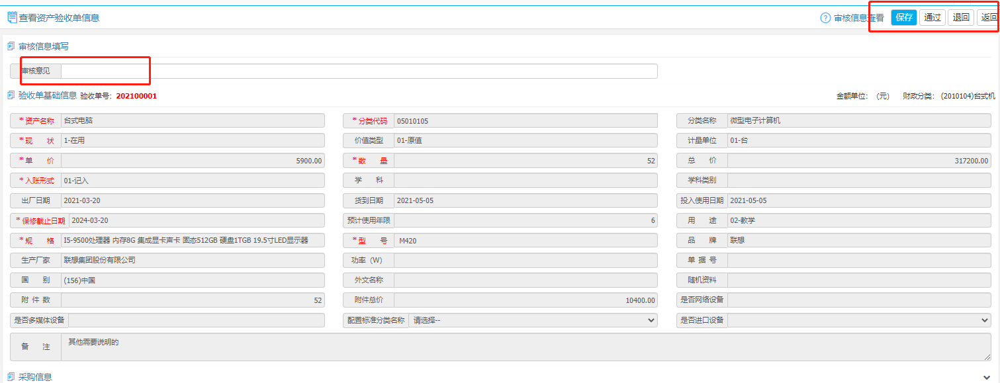 查看资产验收单信息 审核信息查看 保存 通过 退回 返回
审核信息填写
审核意见
验收单基础信息 验收单号: 202100001 金额单位: (元) 财政分类: (2010104)台式机
* 资产名称 台式电脑 * 分类代码 05010105 分类名称 微型电子计算机
* 现 状 1-在用 价值类型 01-原值 计量单位 01-台
* 单 价 5900.00 * 数 量 52 总 价 317200.00
* 入账形式 01-记入 学 科 学科类别
出厂日期 2021-03-20 货到日期 2021-05-05 投入使用日期 2021-05-05
* 保修截止日期 2024-03-20 预计使用年限 6 用 途 02-教学
* 规 格 I5-9500处理器 内存8G 集成显卡声卡 固态512GB 硬盘1TGB 19.5寸LED显示器 * 型 号 M420 品 牌 联想
生产厂家 联想集团股份有限公司 功率 (W) 单 据 号
国 别 (156)中国 外文名称 随机资料
附 件 数 52 附件总价 10400.00 是否网络设备
是否多媒体设备 配置标准分类名称 请选择-- 是否进口设备
备 注 其他需要说明的
采购信息